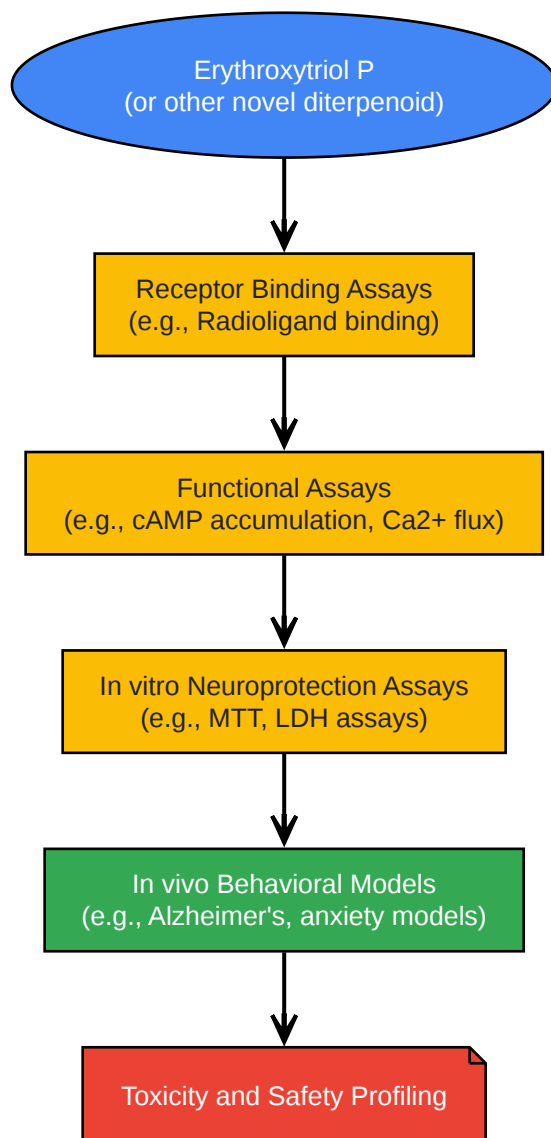 Erythroxytriol P
(or other novel diterpenoid)
Receptor Binding Assays
(e.g., Radioligand binding)
Functional Assays
(e.g., cAMP accumulation, Ca2+ flux)
In vitro Neuroprotection Assays
(e.g., MTT, LDH assays)
In vivo Behavioral Models
(e.g., Alzheimer's, anxiety models)
Toxicity and Safety Profiling